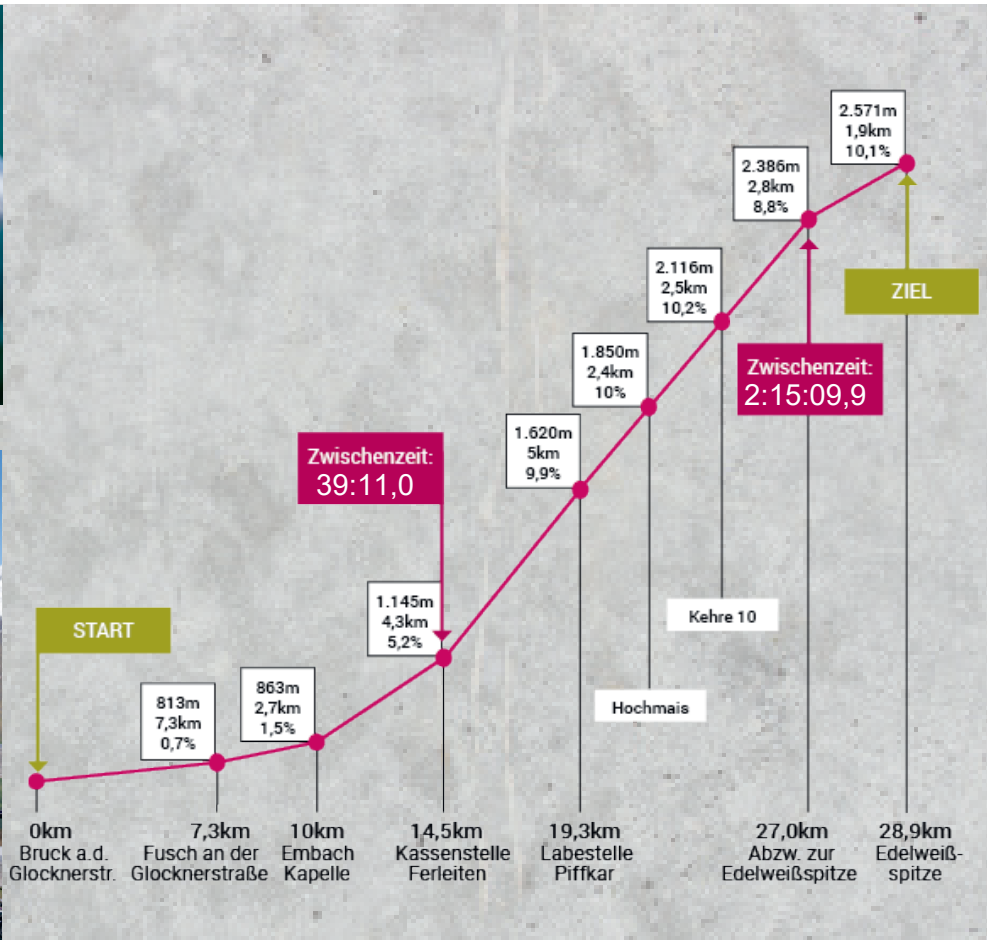 2.571m
1,9km
10,1%
2.386m
2,8km
8,8%
2.116m
2,5km
10,2%
ZIEL
1.850m
2,4km
10%
Zwischenzeit:
2:15:09,9
1.620m
5km
9,9%
Zwischenzeit:
39:11,0
1.145m
4,3km
5,2%
START
Kehre 10
813m
7,3km
0,7%
863m
2,7km
1,5%
Hochmais
0km
Bruck a.d.
Glocknerstr.
7,3km
Fusch an der
Glocknerstraße
10km
Embach
Kapelle
14,5km
Kassenstelle
Ferleiten
19,3km
Labestelle
Piffkar
27,0km
Abzw. zur
Edelweißspitze
28,9km
Edelweiß-
spitze